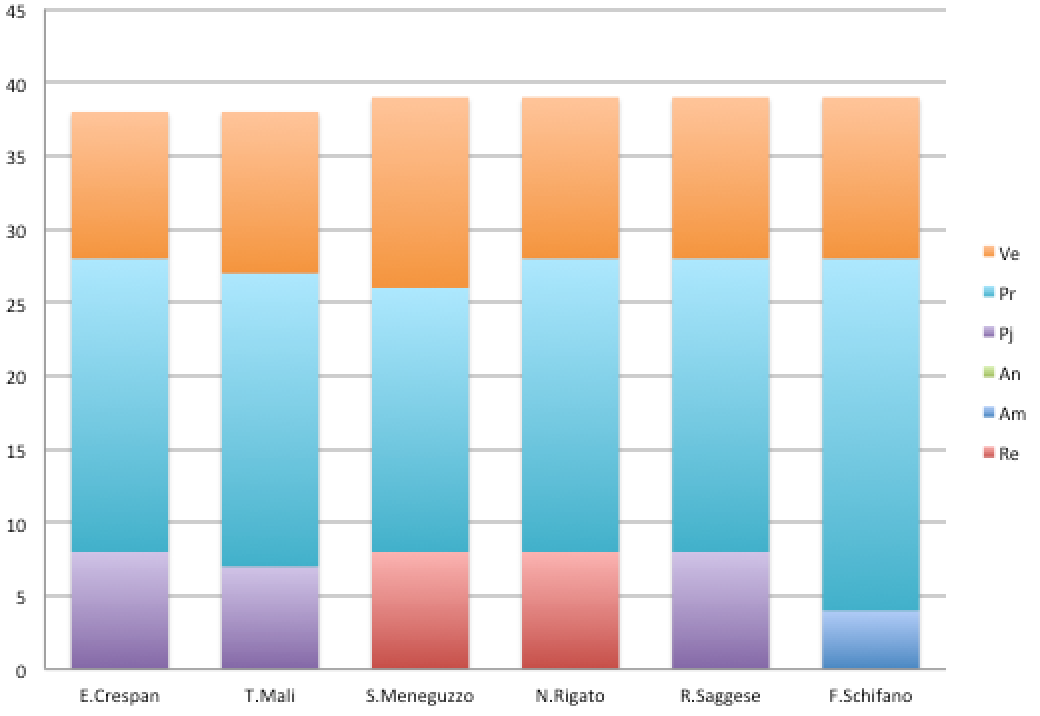 45
40
35
30
25
20
15
10
5
0
E.Crespan T.Mali S.Meneguzzo N.Rigato R.Saggese F.Schifano
Ve
Pr
Pj
An
Am
Re